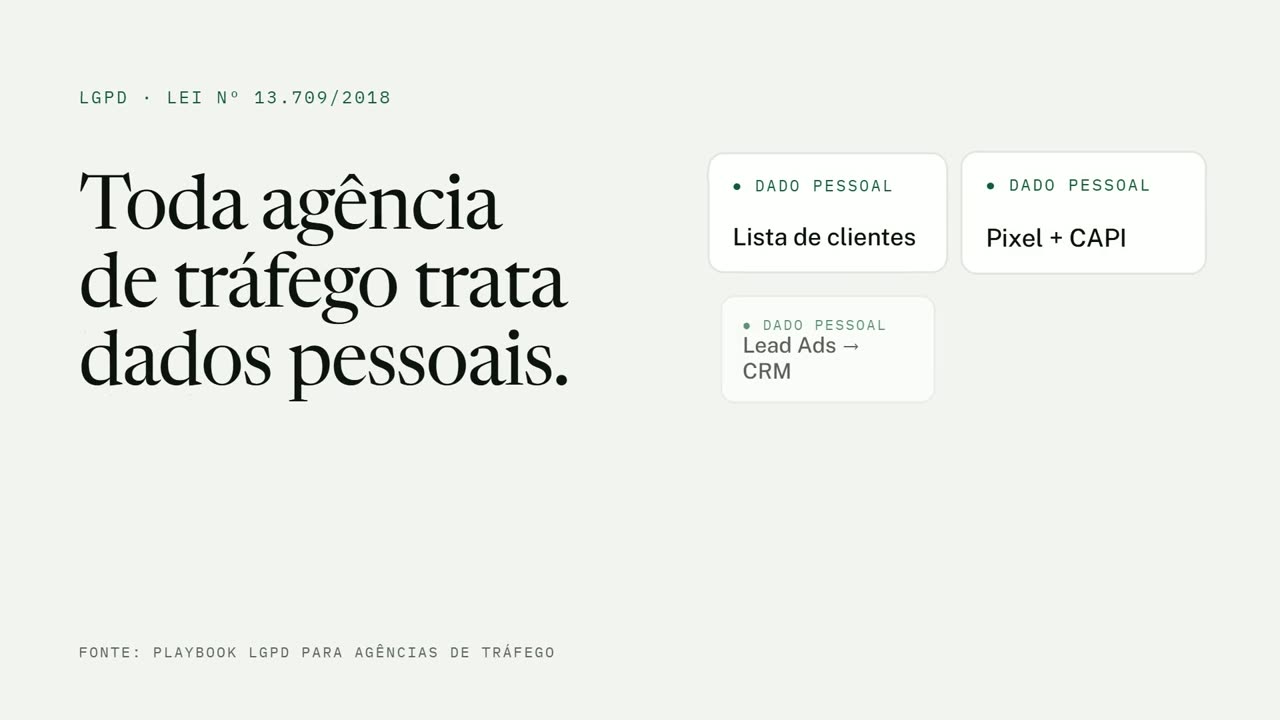 LGPD · LEI Nº 13.709/2018
Toda agência
de tráfego trata
dados pessoais.
• DADO PESSOAL
Lista de clientes
• DADO PESSOAL
Pixel + CAPI
• DADO PESSOAL
Lead Ads →
CRM
FONTE: PLAYBOOK LGPD PARA AGÊNCIAS DE TRÁFEGO